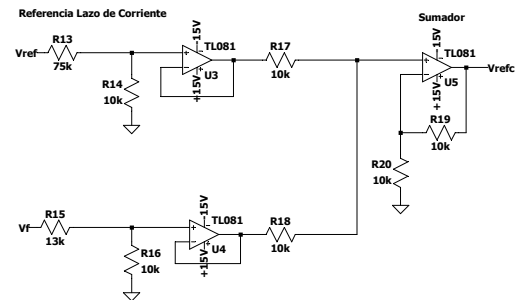 Referencia Lazo de Corriente
Sumador
R13
Vref
75k
R14
10k
-15V
TL081
U3
+15V
R17
10k
-15V
TL081
U5
+15V
Vrefc
R19
10k
R20
10k
R15
Vf
13k
R16
10k
-15V
TL081
U4
+15V
R18
10k